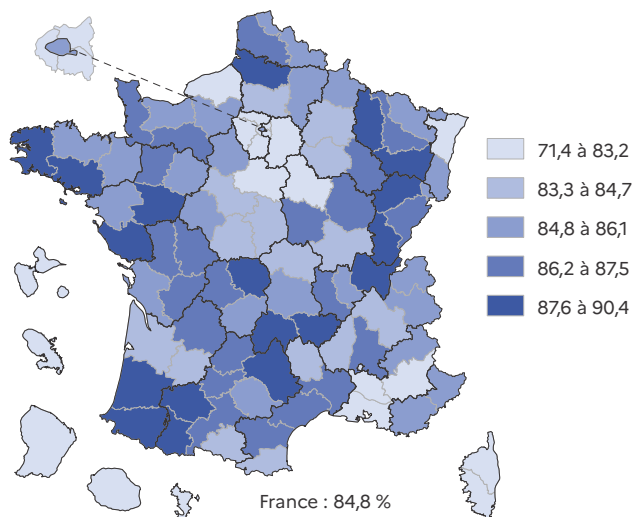 71,4 à 83,2
83,3 à 84,7
84,8 à 86,1
86,2 à 87,5
87,6 à 90,4
France : 84,8 %